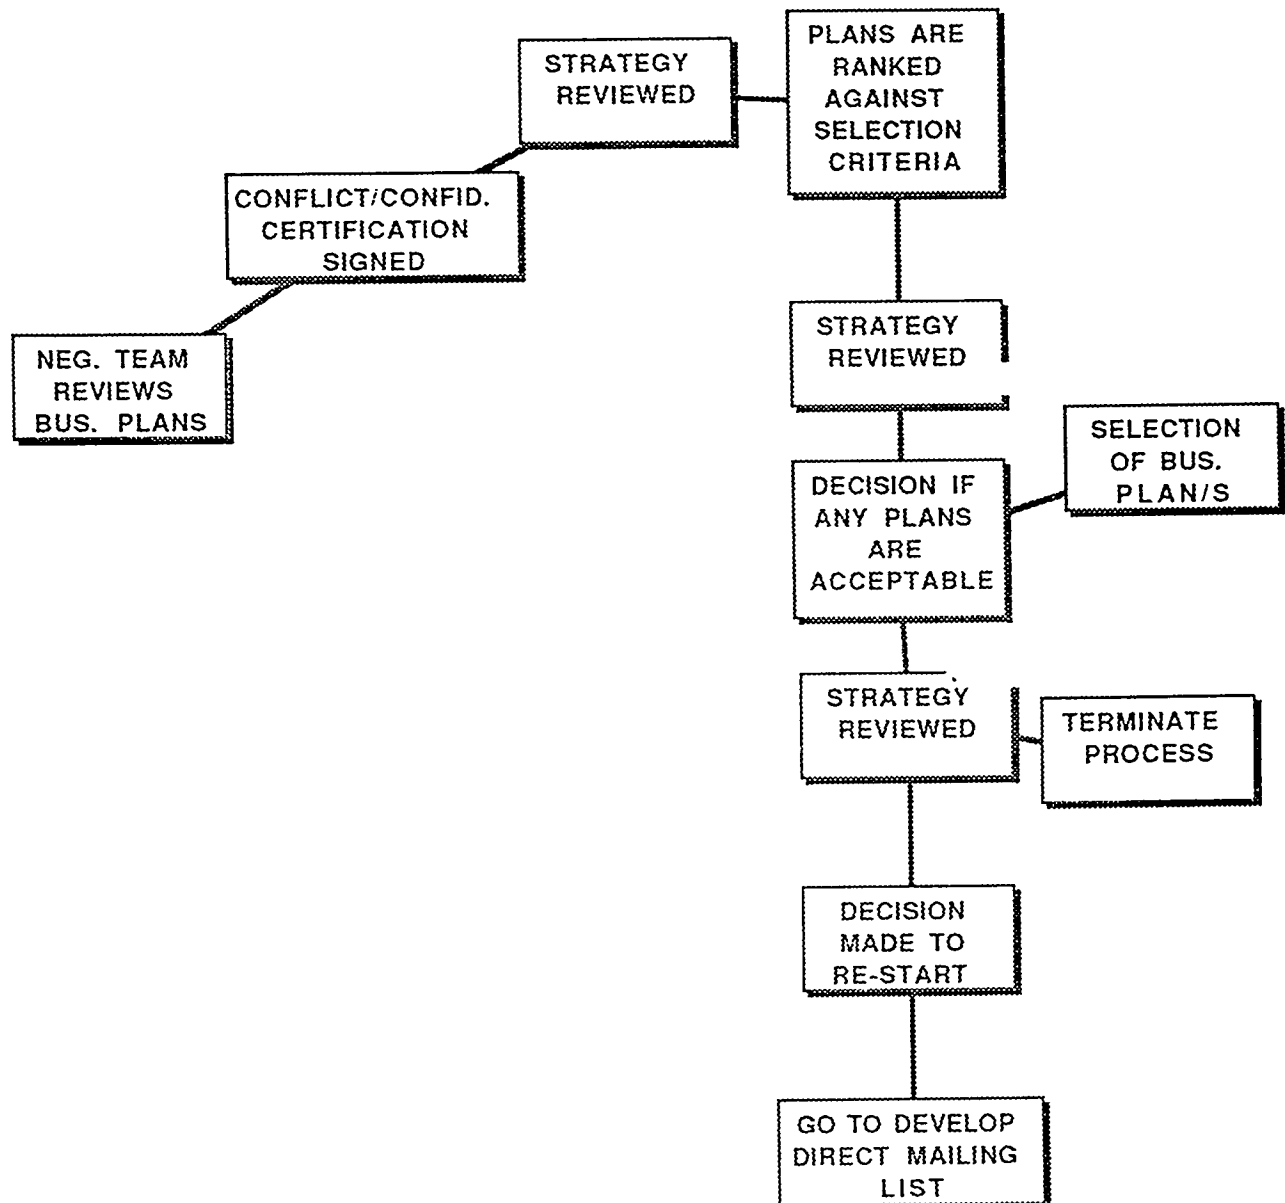 PLANS ARE
RANKED
AGAINST
SELECTION
CRITERIA
STRATEGY
REVIEWED
CONFLICT/CONFID.
CERTIFICATION
SIGNED
NEG. TEAM
REVIEWS
BUS. PLANS
STRATEGY
REVIEWED
SELECTION
OF BUS.
PLAN/S
DECISION IF
ANY PLANS
ARE
ACCEPTABLE
STRATEGY
REVIEWED
TERMINATE
PROCESS
DECISION
MADE TO
RE-START
GO TO DEVELOP
DIRECT MAILING
LIST